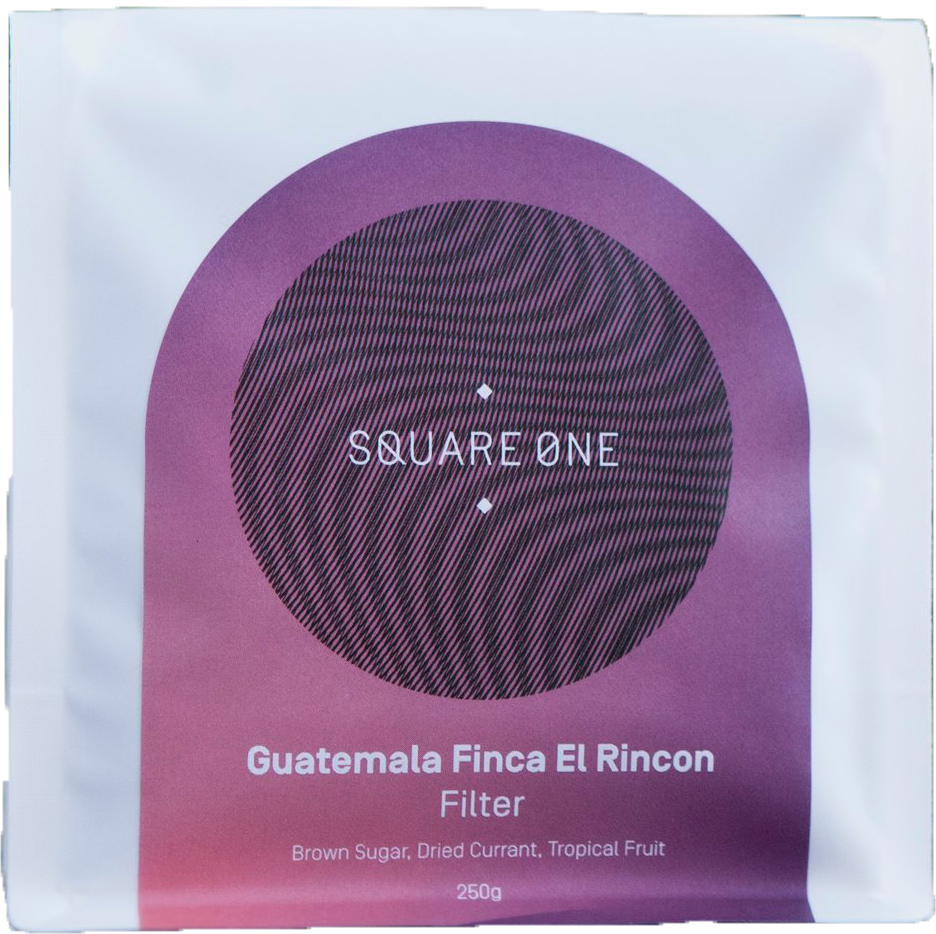 SQUARE ØNE
Guatemala Finca El Rincon
Filter
Brown Sugar, Dried Currant, Tropical Fruit
250g